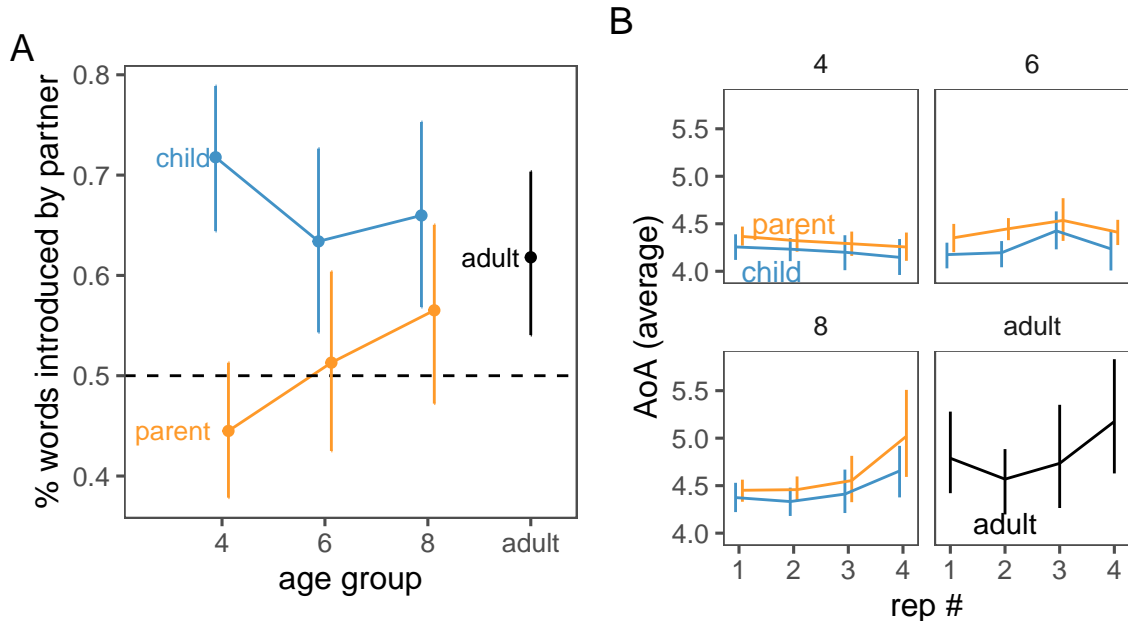 A
% words introduced by partner
0.8
0.7
0.6
0.5
0.4
child
parent
adult
4
6
8
adult
age group
B
AoA (average)
4
6
5.5
5.0
4.5
4.0
parent
child
8
adult
5.5
5.0
4.5
4.0
adult
1 2 3 4
1 2 3 4
rep #